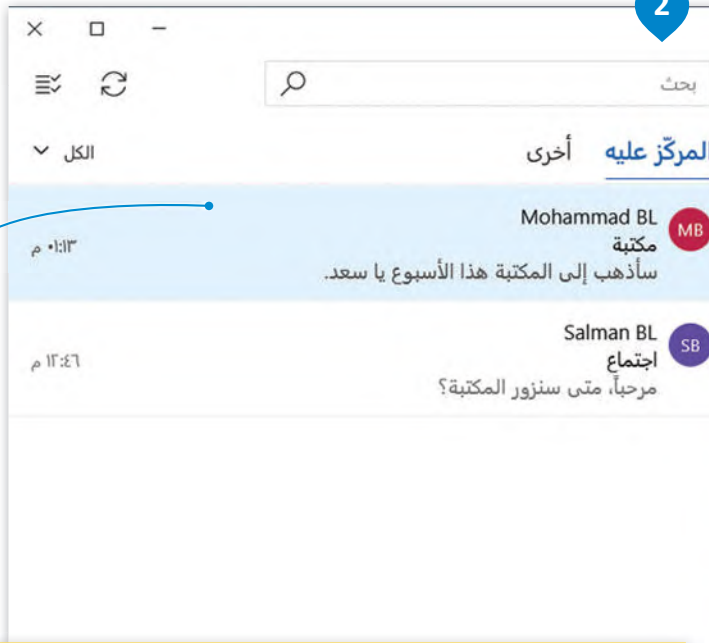 2
بحث
المركّز عليه أخرى الكل
Mohammad BL
MB
مكتبة
٠١:١٣ م
سأذهب إلى المكتبة هذا الأسبوع يا سعد.
Salman BL
SB
اجتماع
١٢:٤٦ م
مرحباً، متى سنزور المكتبة؟